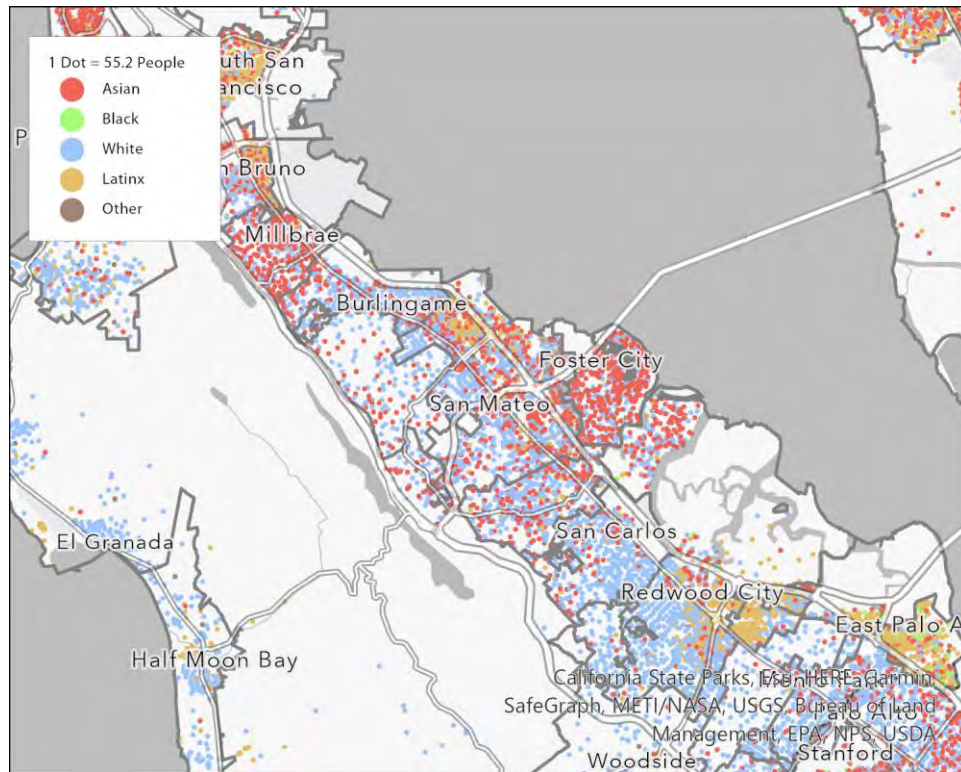 1 Dot = 55.2 People
Asian
Black
White
Latinx
Other
uth San
ancisco
P
n Bruno
Millbrae
Burlingame
Foster City
San Mateo
San Carlos
El Granada
Redwood City
East Palo A
Half Moon Bay
California State Parks, Esri, HERE, Garmin,
SafeGraph, METI/NASA, USGS, Bureau of Land
Palo Alto
Management, EPA, NPS, USDA
Woodside
Stanford